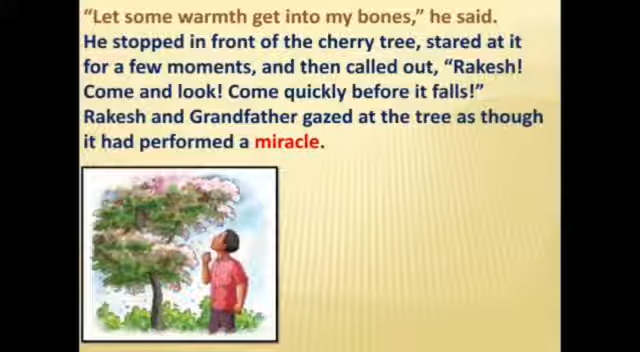 “Let some warmth get into my bones,” he said.
He stopped in front of the cherry tree, stared at it
for a few moments, and then called out, “Rakesh!
Come and look! Come quickly before it falls!”
Rakesh and Grandfather gazed at the tree as though
it had performed a miracle.